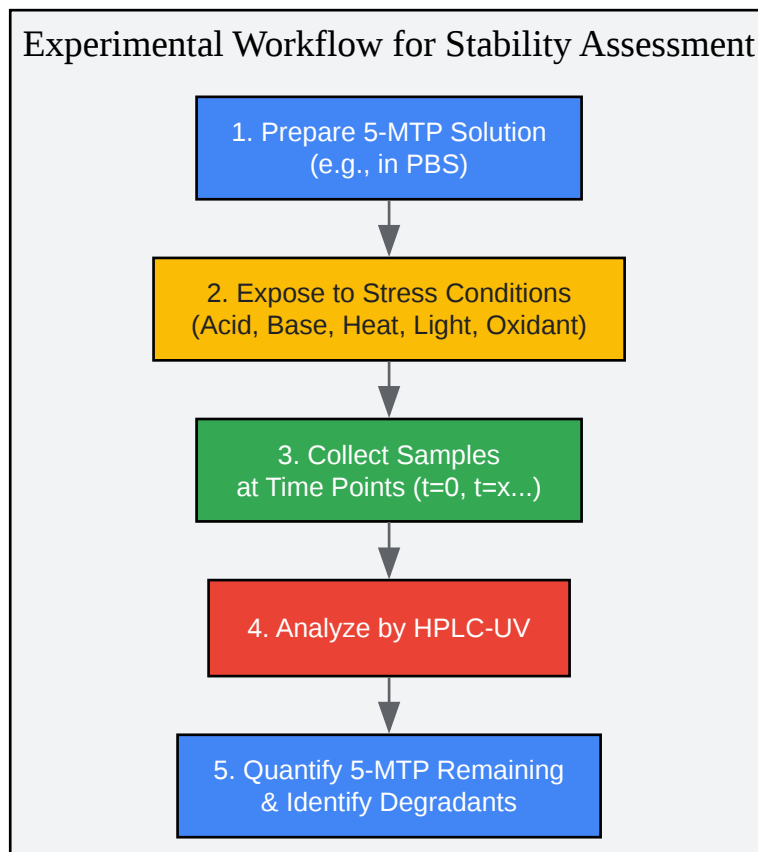 Experimental Workflow for Stability Assessment
1. Prepare 5-MTP Solution
(e.g., in PBS)
2. Expose to Stress Conditions
(Acid, Base, Heat, Light, Oxidant)
3. Collect Samples
at Time Points (t=0, t=x...)
4. Analyze by HPLC-UV
5. Quantify 5-MTP Remaining
& Identify Degradants